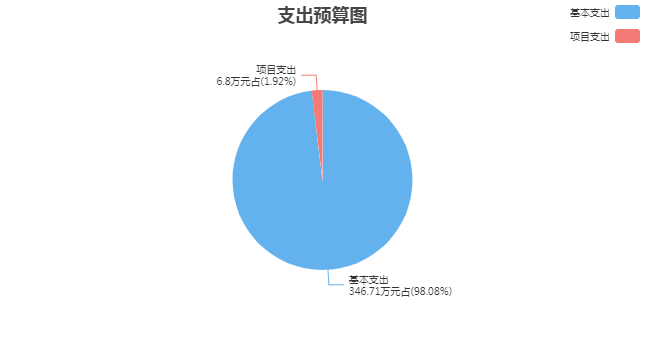 支出预算图
基本支出
项目支出
项目支出
6.8万元占(1.92%)
基本支出
346.71万元占(98.08%)